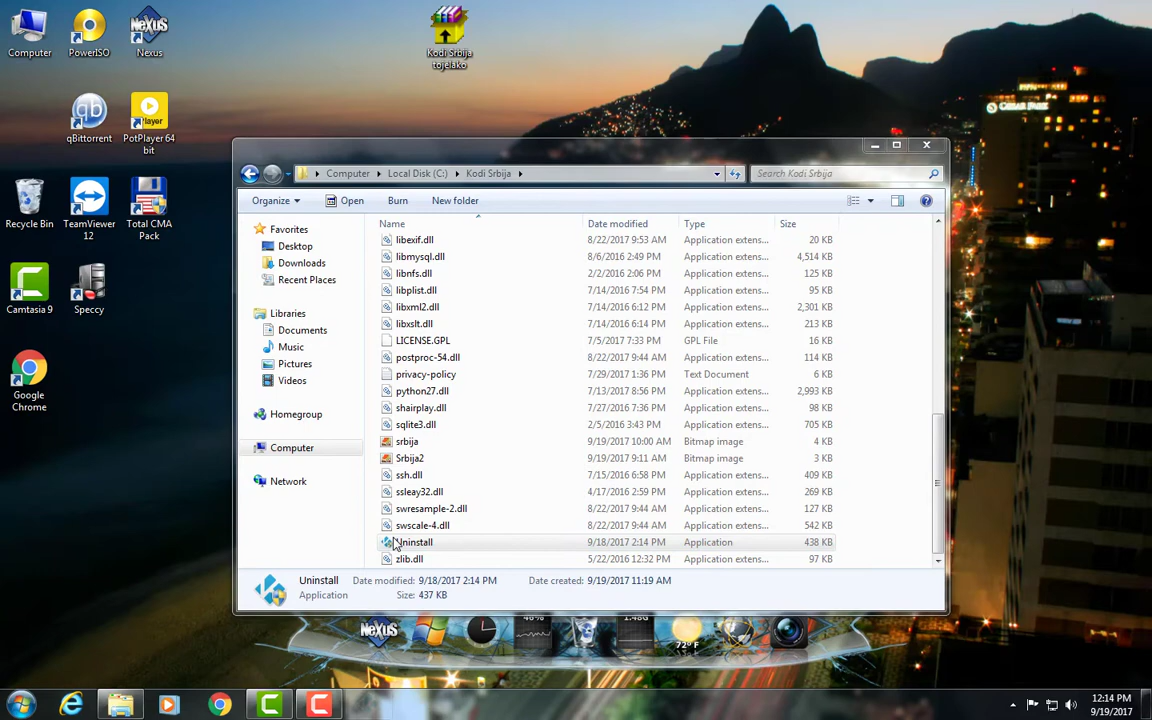 Computer
PowerISO
Nexus
Kodi Srbija
tojelako
qBittorrent
PotPlayer 64
bit
Recycle Bin
TeamViewer
12
Total CMA
Pack
Camtasia 9
Speccy
Google
Chrome
Computer Local Disk (C:) Kodi Srbija
Search Kodi Srbija
Organize Open Burn New folder
Favorites
Desktop
Downloads
Recent Places
Libraries
Documents
Music
Pictures
Videos
Homegroup
Computer
Network
Name Date modified Type Size
libexif.dll 8/22/2017 9:53 AM Application extens... 20 KB
libmysql.dll 8/6/2016 2:49 PM Application extens... 4,514 KB
libnfs.dll 2/2/2016 2:06 PM Application extens... 125 KB
libplist.dll 7/14/2016 7:54 PM Application extens... 95 KB
libxml2.dll 7/14/2016 6:12 PM Application extens... 2,301 KB
libxslt.dll 7/14/2016 6:14 PM Application extens... 213 KB
LICENSE.GPL 7/5/2017 7:33 PM GPL File 16 KB
postproc-54.dll 8/22/2017 9:44 AM Application extens... 114 KB
privacy-policy 7/29/2017 1:36 PM Text Document 6 KB
python27.dll 7/13/2017 8:56 PM Application extens... 2,993 KB
shairplay.dll 7/27/2016 7:36 PM Application extens... 98 KB
sqlite3.dll 2/5/2016 3:43 PM Application extens... 705 KB
srbija 9/19/2017 10:00 AM Bitmap image 4 KB
Srbija2 9/19/2017 9:11 AM Bitmap image 3 KB
ssh.dll 7/15/2016 6:58 PM Application extens... 409 KB
ssleay32.dll 4/17/2016 2:59 PM Application extens... 269 KB
swresample-2.dll 8/22/2017 9:44 AM Application extens... 127 KB
swscale-4.dll 8/22/2017 9:44 AM Application extens... 542 KB
Uninstall 9/18/2017 2:14 PM Application 438 KB
zlib.dll 5/22/2016 12:32 PM Application extens... 97 KB
Uninstall Date modified: 9/18/2017 2:14 PM Date created: 9/19/2017 11:19 AM
Application Size: 437 KB
NEXUS
72° F
12:14 PM
9/19/2017